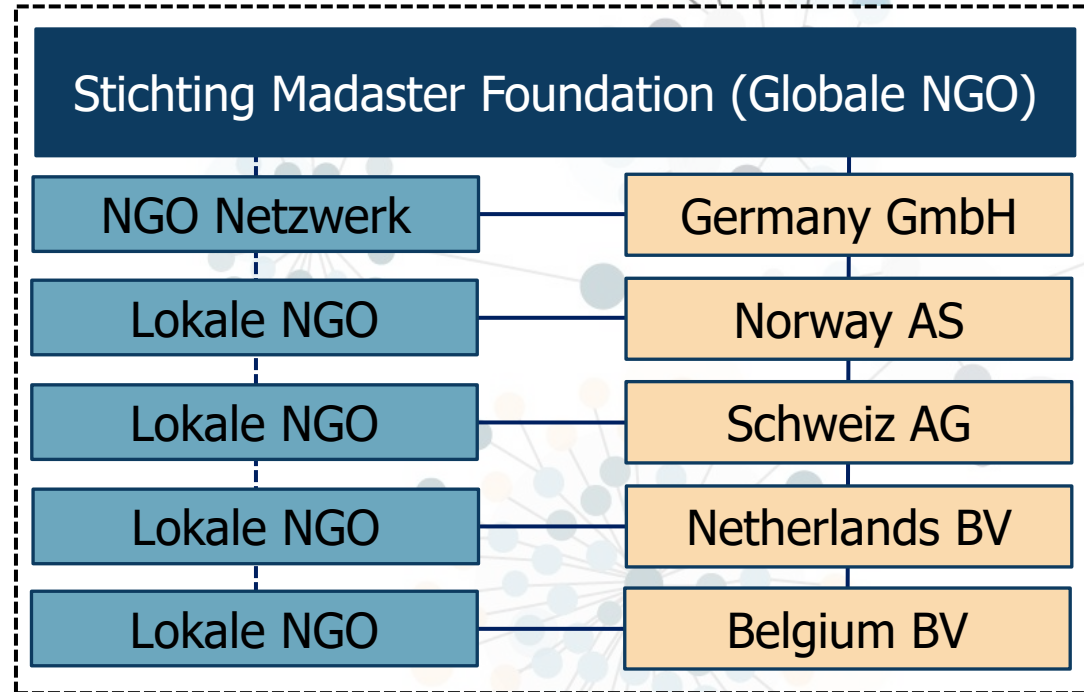 Stichting Madaster Foundation (Globale NGO)
NGO Netzwerk
Germany GmbH
Lokale NGO
Norway AS
Lokale NGO
Schweiz AG
Lokale NGO
Netherlands BV
Lokale NGO
Belgium BV